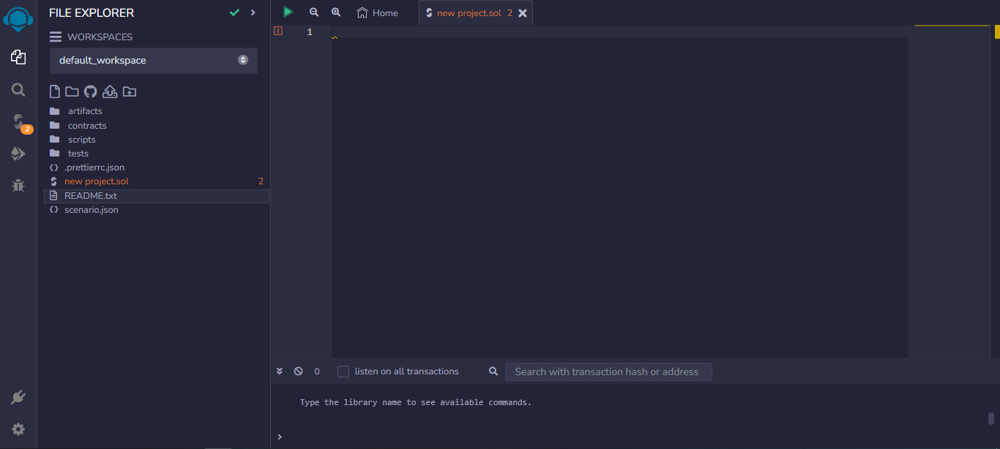 FILE EXPLORER
WORKSPACES
default_workspace
artifacts
contracts
scripts
tests
.prettierrc.json
new project.sol 2
README.txt
scenario.json
2
Home
new project.sol 2
1
0
listen on all transactions
Search with transaction hash or address
Type the library name to see available commands.
>